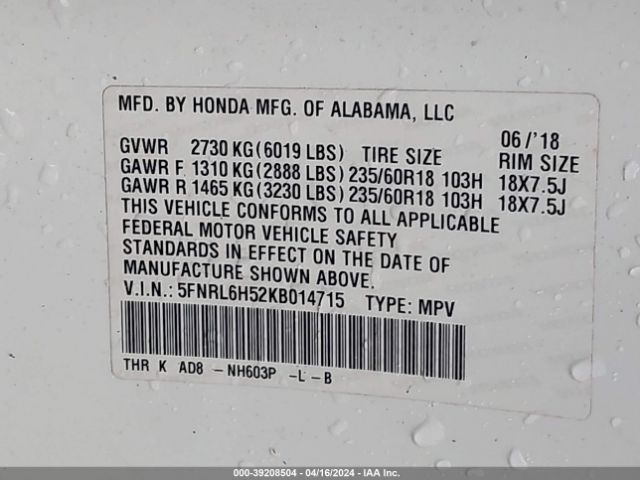 MFD. BY HONDA MFG. OF ALABAMA, LLC
06/'18
GVWR 2730 KG(6019 LBS) TIRE SIZE RIM SIZE
GAWR F 1310 KG(2888 LBS)235/60R18 103H 18X7.5J
GAWR R 1465 KG(3230 LBS)235/60R18 103H 18X7.5J
THIS VEHICLE CONFORMS TO ALL APPLICABLE
FEDERAL MOTOR VEHICLE SAFETY
STANDARDS IN EFFECT ON THE DATE OF
MANUFACTURE SHOWN ABOVE.
V.I.N.: 5FNRL6H52KB014715 TYPE: MPV
THR K AD8 - NH603P -L -B
000-39208504 - 04/16/2024 - IAA Inc.